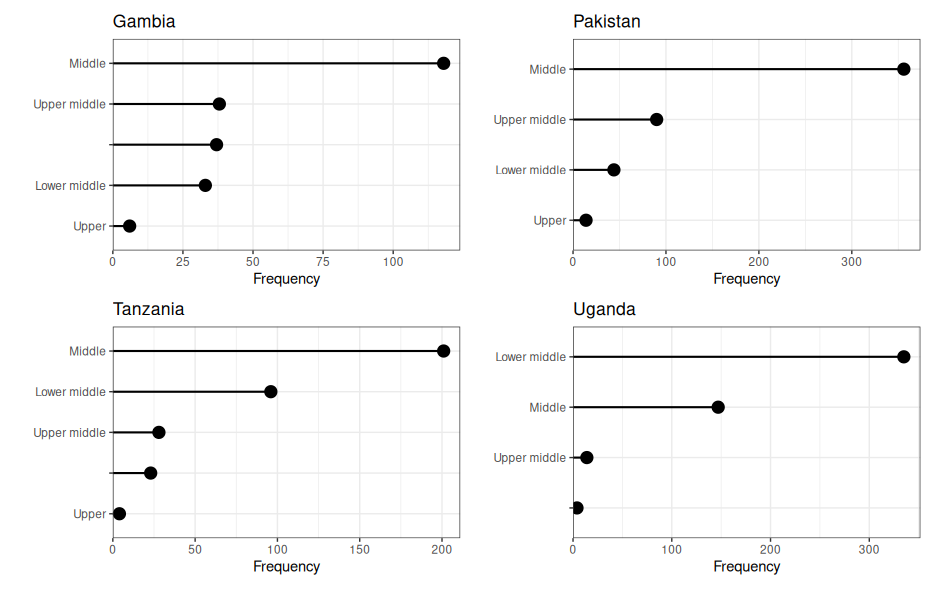 Gambia
Middle
Upper middle
Lower middle
Upper
0 25 50 75 100
Frequency
Pakistan
Middle
Upper middle
Lower middle
Upper
0 100 200 300
Frequency
Tanzania
Middle
Lower middle
Upper middle
Upper
0 50 100 150 200
Frequency
Uganda
Lower middle
Middle
Upper middle
0 100 200 300
Frequency